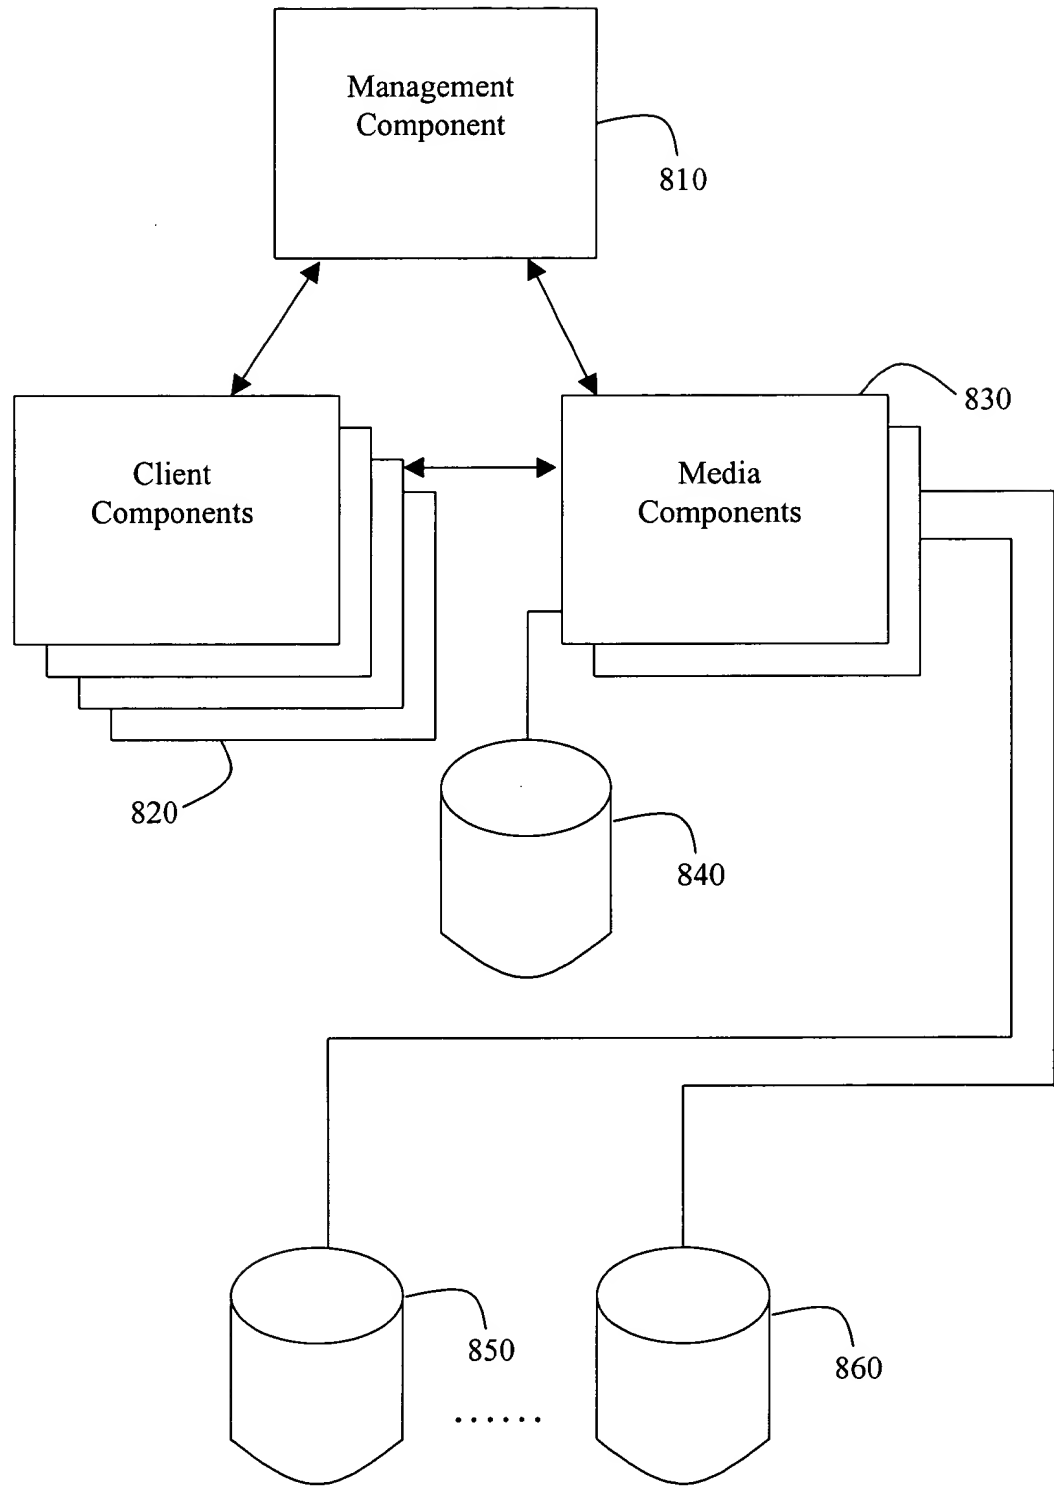 Management
Component
810
830
Client
Components
Media
Components
820
840
850
860
......